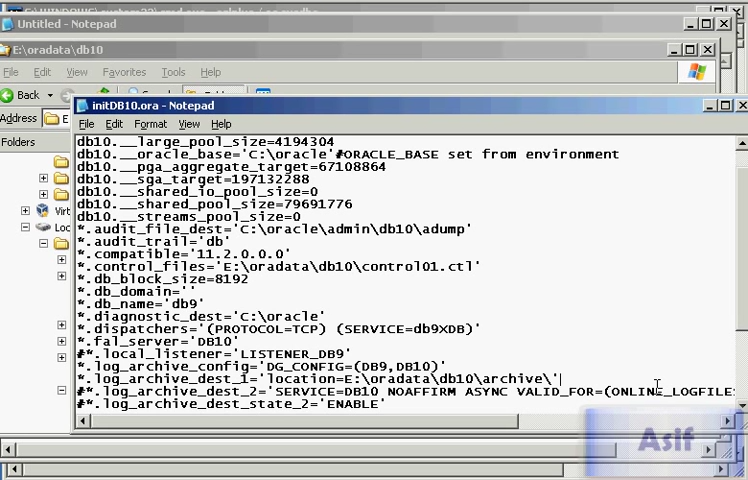 Untitled - Notepad
E:\oradata\db10
File Edit View Favorites Tools Help
Back
Address E
Folders
initDB10.ora - Notepad
File Edit Format View Help
db10.__large_pool_size=4194304
db10.__oracle_base='C:\oracle'#ORACLE_BASE set from environment
db10.__pga_aggregate_target=67108864
db10.__sga_target=197132288
db10.__shared_io_pool_size=0
db10.__shared_pool_size=79691776
db10.__streams_pool_size=0
*.audit_file_dest='C:\oracle\admin\db10\adump'
*.audit_trail='db'
*.compatible='11.2.0.0.0'
*.control_files='E:\oradata\db10\control01.ctl'
*.db_block_size=8192
*.db_domain=''
*.db_name='db9'
*.diagnostic_dest='C:\oracle'
*.dispatchers='(PROTOCOL=TCP) (SERVICE=db9XDB)'
*.fal_server='DB10'
#*.local_listener='LISTENER_DB9'
*.log_archive_config='DG_CONFIG=(DB9,DB10)'
*.log_archive_dest_1='location=E:\oradata\db10\archive\'
#*.log_archive_dest_2='SERVICE=DB10 NOAFFIRM ASYNC VALID_FOR=(ONLINE_LOGFILE
#*.log_archive_dest_state_2='ENABLE'
Virt
Loc
Asif